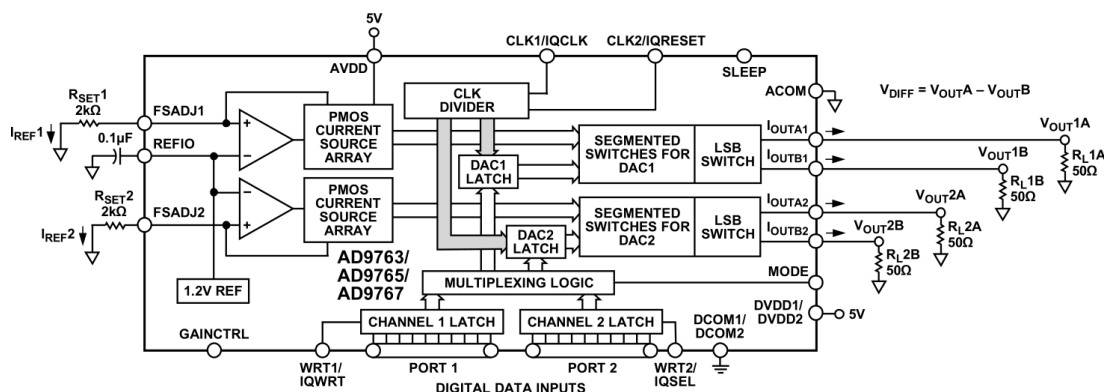 5V
CLK1/IQCLK
CLK2/IQRESET
AVDD
SLEEP
CLK
DIVIDER
ACOM
V_DIFF = V_OUTA – V_OUTB
R_SET1
2kΩ
FSADJ1
I_REF1
0.1µF
REFIO
PMOS
CURRENT
SOURCE
ARRAY
+
–
DAC1
LATCH
SEGMENTED
SWITCHES FOR
DAC1
LSB
SWITCH
I_OUTA1
I_OUTB1
V_OUT1A
V_OUT1B
R_L1A
50Ω
R_L1B
50Ω
R_SET2
2kΩ
FSADJ2
I_REF2
–
+
PMOS
CURRENT
SOURCE
ARRAY
DAC2
LATCH
SEGMENTED
SWITCHES FOR
DAC2
LSB
SWITCH
I_OUTA2
I_OUTB2
V_OUT2A
V_OUT2B
R_L2A
50Ω
R_L2B
50Ω
AD9763/
AD9765/
AD9767
1.2V REF
MULTIPLEXING LOGIC
MODE
CHANNEL 1 LATCH
CHANNEL 2 LATCH
DVDD1/
DVDD2
5V
DCOM1/
DCOM2
GAINCTRL
WRT1/
IQWRT
PORT 1
PORT 2
WRT2/
IQSEL
DIGITAL DATA INPUTS